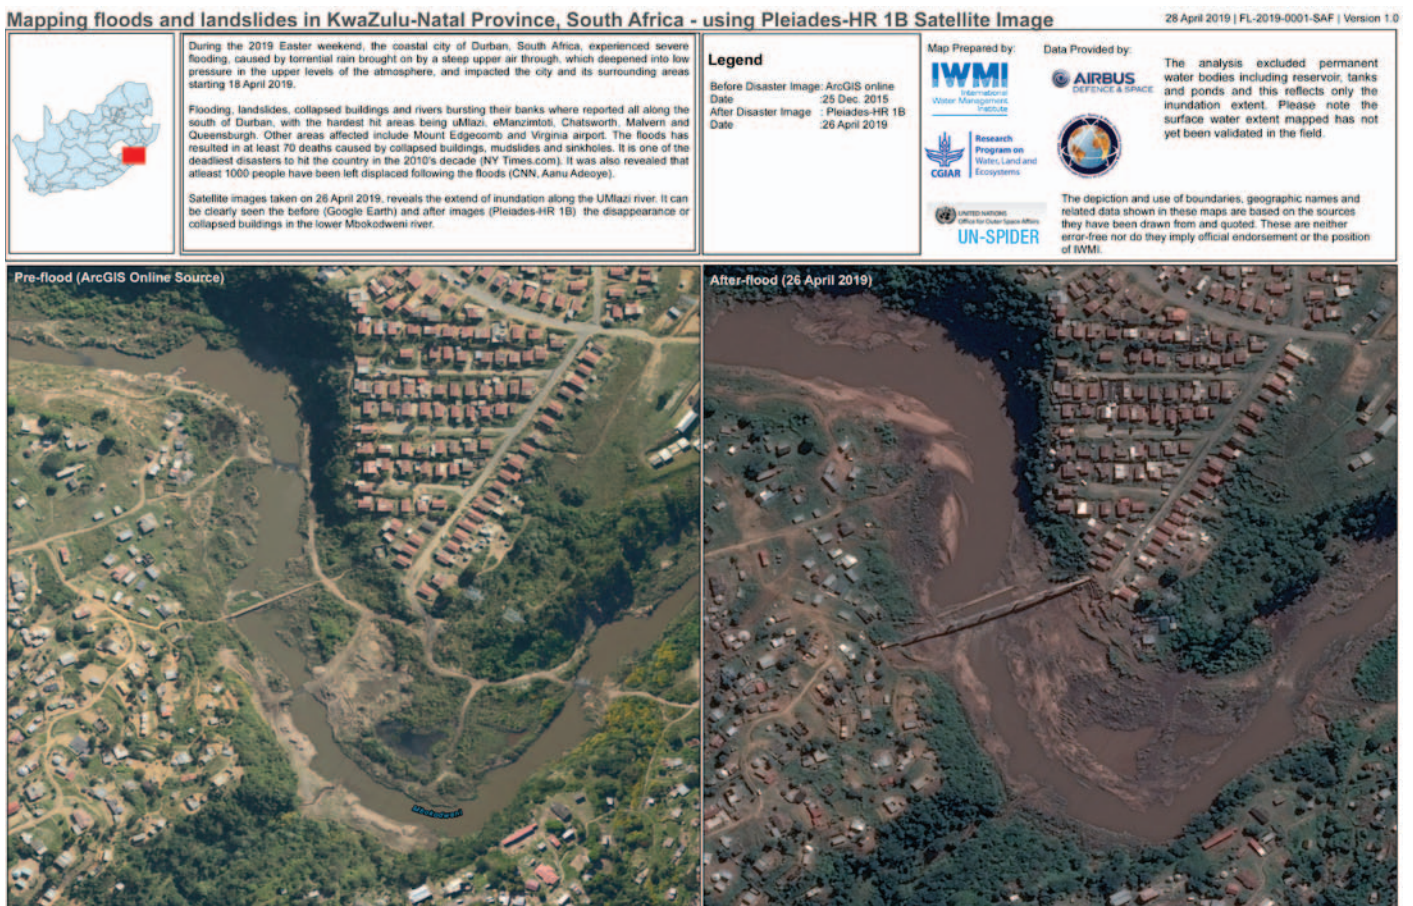 Mapping floods and landslides in KwaZulu-Natal Province, South Africa - using Pleiades-HR 1B Satellite Image
28 April 2019 | FL-2019-0001-SAF | Version 1.0
During the 2019 Easter weekend, the coastal city of Durban, South Africa, experienced severe
flooding, caused by torrential rain brought on by a steep upper air through, which deepened into low
pressure in the upper levels of the atmosphere, and impacted the city and its surrounding areas
starting 18 April 2019.
Flooding, landslides, collapsed buildings and rivers bursting their banks where reported all along the
south of Durban, with the hardest hit areas being uMlazi, eManzimtoti, Chatsworth, Malvern and
Queensburgh. Other areas affected include Mount Edgecomb and Virginia airport. The floods has
resulted in at least 70 deaths caused by collapsed buildings, mudslides and sinkholes. It is one of the
deadliest disasters to hit the country in the 2010's decade (NY Times.com). It was also revealed that
atleast 1000 people have been left displaced following the floods (CNN, Aanu Adeoye).
Satellite images taken on 26 April 2019, reveals the extend of inundation along the UMlazi river. It can
be clearly seen the before (Google Earth) and after images (Pleiades-HR 1B) the disappearance or
collapsed buildings in the lower Mbokodweni river.
Legend
Before Disaster Image: ArcGIS online
Date :25 Dec. 2015
After Disaster Image : Pleiades-HR 1B
Date :26 April 2019
Map Prepared by:
IWMI
International
Water Management
Institute
CGIAR
Research
Program on
Water, Land and
Ecosystems
UNITED NATIONS
Office for Outer Space Affairs
UN-SPIDER
Data Provided by:
AIRBUS
DEFENCE & SPACE
The analysis excluded permanent
water bodies including reservoir, tanks
and ponds and this reflects only the
inundation extent. Please note the
surface water extent mapped has not
yet been validated in the field.
The depiction and use of boundaries, geographic names and
related data shown in these maps are based on the sources
they have been drawn from and quoted. These are neither
error-free nor do they imply official endorsement or the position
of IWMI.
Pre-flood (ArcGIS Online Source)
After-flood (26 April 2019)
Mbokodweni